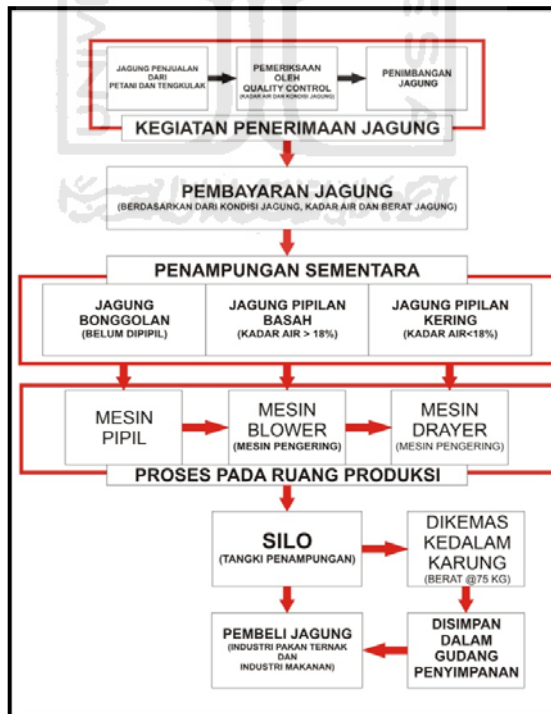 JAGUNG PENJUALAN
DARI
PETANI DAN TENGKULAK
PEMERIKSAAN
OLEH
QUALITY CONTROL
(KADAR AIR DAN KONDISI JAGUNG)
PENIMBANGAN
JAGUNG
KEGIATAN PENERIMAAN JAGUNG
PEMBAYARAN JAGUNG
(BERDASARKAN DARI KONDISI JAGUNG, KADAR AIR DAN BERAT JAGUNG)
PENAMPUNGAN SEMENTARA
JAGUNG
BONGGOLAN
(BELUM DIPIPIL)
JAGUNG PIPILAN
BASAH
(KADAR AIR > 18%)
JAGUNG PIPILAN
KERING
(KADAR AIR<18%)
MESIN
PIPIL
MESIN
BLOWER
(MESIN PENGERING)
MESIN
DRAYER
(MESIN PENGERING)
PROSES PADA RUANG PRODUKSI
SILO
(TANGKI PENAMPUNGAN)
DIKEMAS
KEDALAM
KARUNG
(BERAT @75 KG)
PEMBELI JAGUNG
(INDUSTRI PAKAN TERNAK
DAN
INDUSTRI MAKANAN)
DISIMPAN
DALAM
GUDANG
PENYIMPANAN